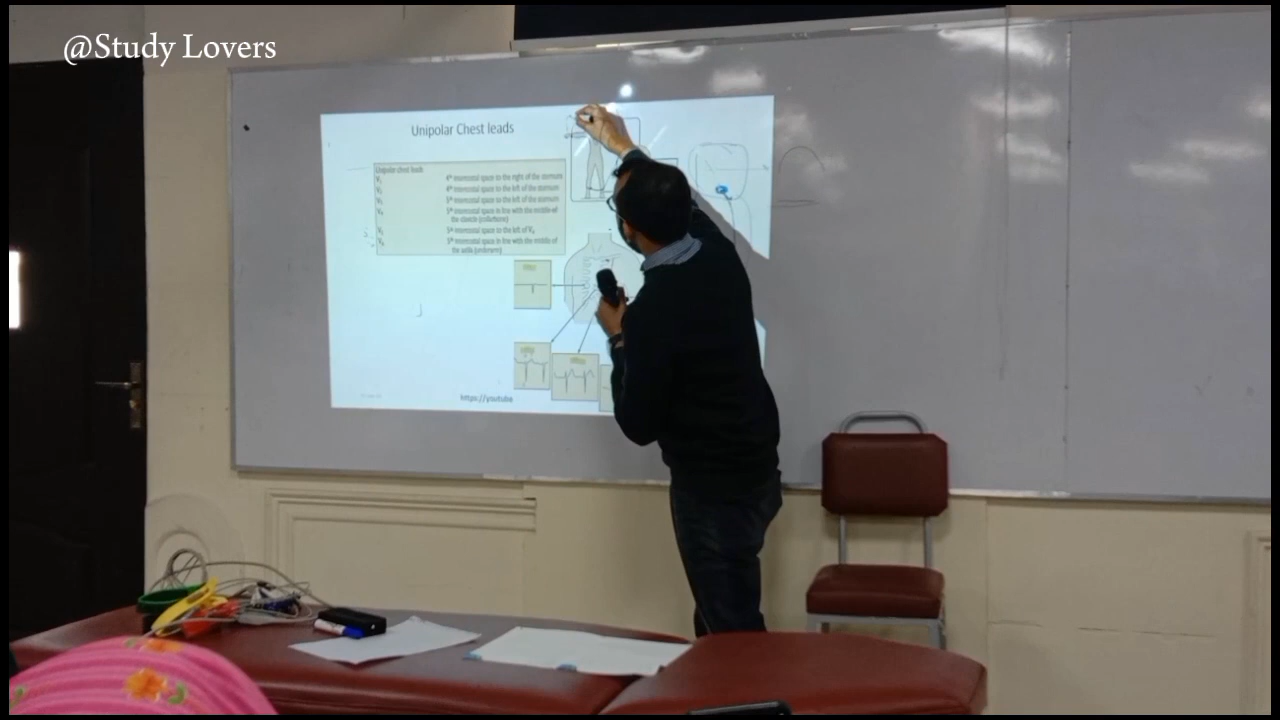 @Study Lovers
Unipolar Chest leads
Unipolar chest leads
V1 4th intercostal space to the right of the sternum
V2 4th intercostal space to the left of the sternum
V3 5th intercostal space to the left of the sternum
V4 5th intercostal space in line with the middle of
the clavicle (collarbone)
V5 5th intercostal space to the left of V4
V6 5th intercostal space in line with the middle of
the axilla (underarm)
https://youtube